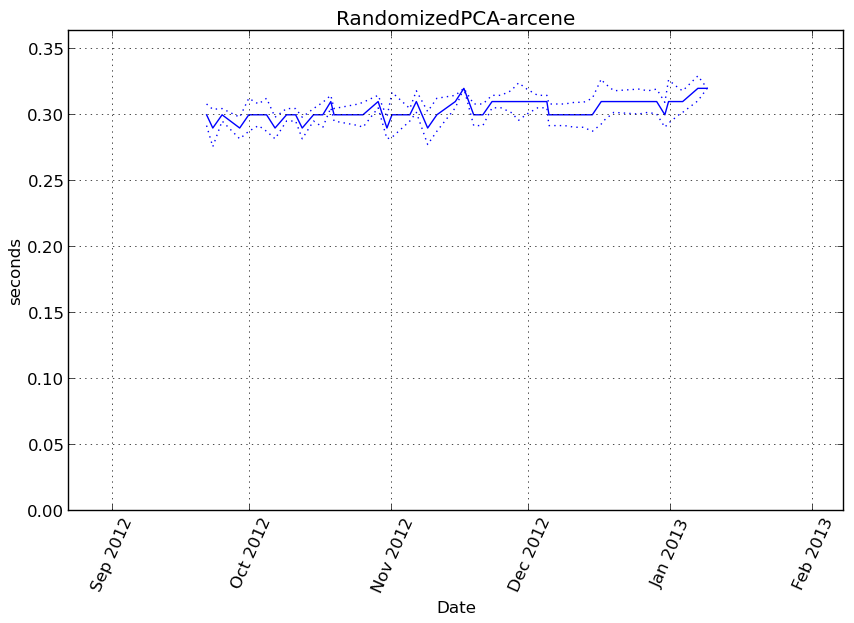 RandomizedPCA-arcene
0.35
0.30
0.25
0.20
0.15
0.10
0.05
0.00
seconds
Sep 2012
Oct 2012
Nov 2012
Dec 2012
Jan 2013
Feb 2013
Date